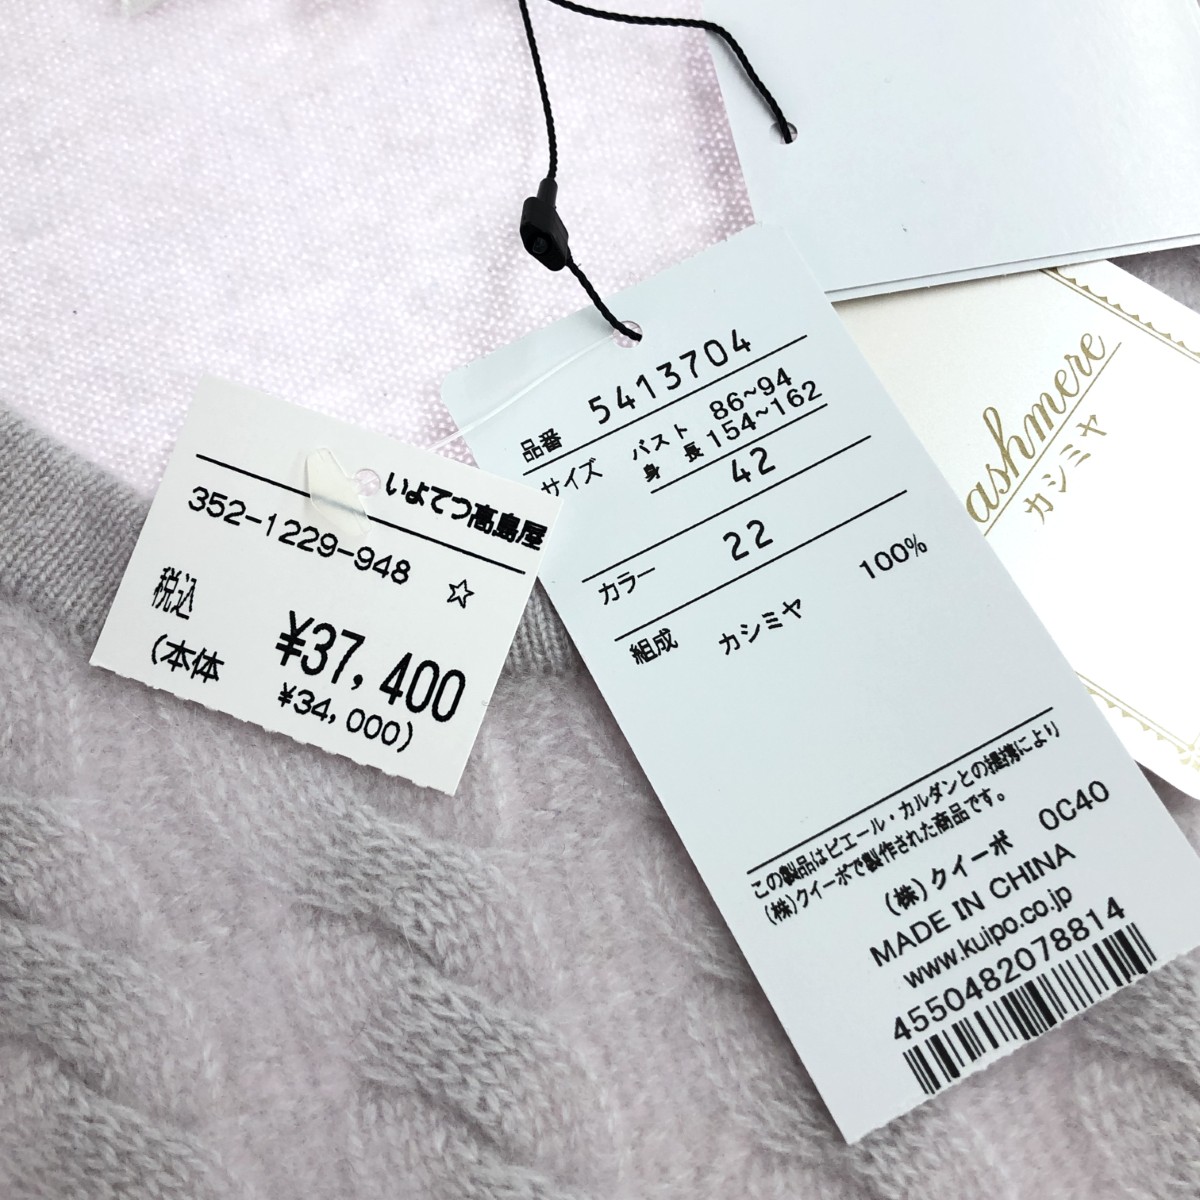 いよてつ髙島屋
352-1229-948 ☆
税込 ¥37,400
(本体 ¥34,000)
品番 5413704
サイズ バスト 86~94
身長 154~162
42
カラー 22
組成 カシミヤ 100%
この製品はピエール・カルダンとの提携により
(株)クイーポで製作された商品です。
(株)クイーポ 0C40
MADE IN CHINA
www.kuipo.co.jp
4550482078814
ashmere
カシミヤ